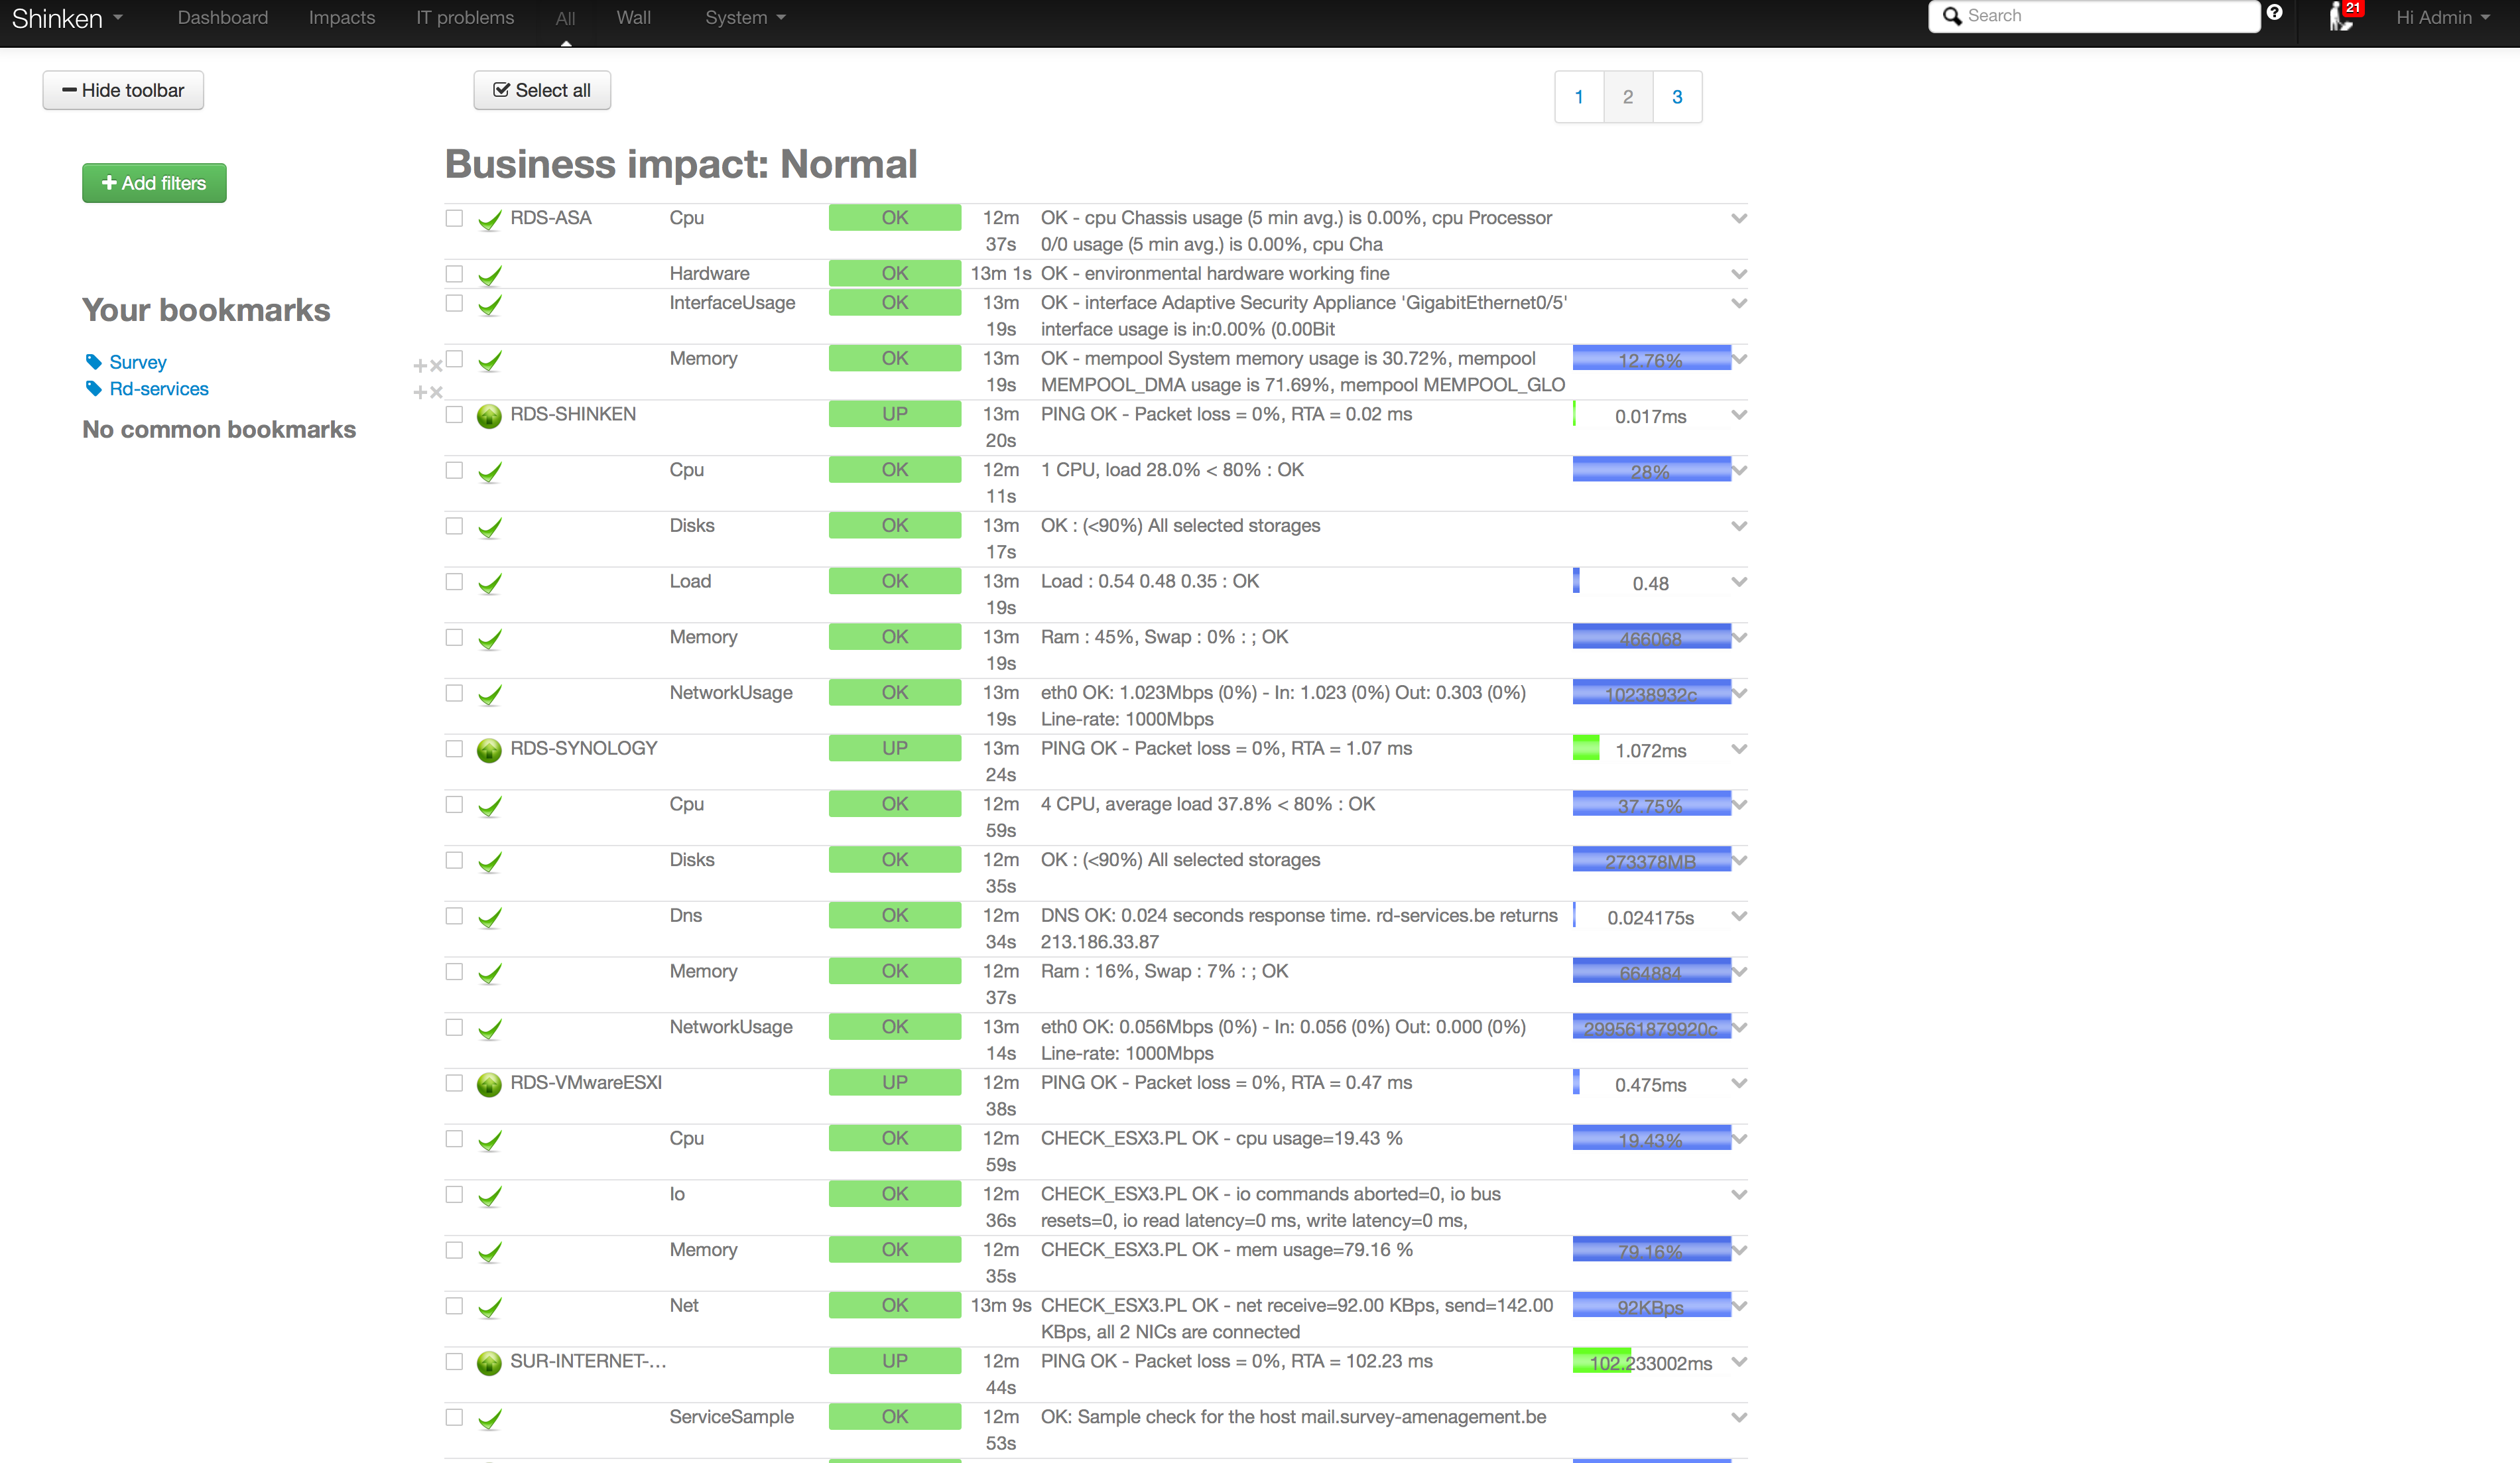 Shinken Dashboard Impacts IT problems All Wall System Search 21 Hi Admin
Hide toolbar
Select all
1 2 3
Add filters
Your bookmarks
Survey
Rd-services
No common bookmarks
Business impact: Normal
RDS-ASA Cpu OK 12m OK - cpu Chassis usage (5 min avg.) is 0.00%, cpu Processor
37s 0/0 usage (5 min avg.) is 0.00%, cpu Cha
Hardware OK 13m 1s OK - environmental hardware working fine
InterfaceUsage OK 13m OK - interface Adaptive Security Appliance 'GigabitEthernet0/5'
19s interface usage is in:0.00% (0.00Bit
Memory OK 13m OK - mempool System memory usage is 30.72%, mempool 12.76%
19s MEMPOOL_DMA usage is 71.69%, mempool MEMPOOL_GLO
RDS-SHINKEN UP 13m PING OK - Packet loss = 0%, RTA = 0.02 ms 0.017ms
20s
Cpu OK 12m 1 CPU, load 28.0% < 80% : OK 28%
11s
Disks OK 13m OK : (<90%) All selected storages
17s
Load OK 13m Load : 0.54 0.48 0.35 : OK 0.48
19s
Memory OK 13m Ram : 45%, Swap : 0% : ; OK 466068
19s
NetworkUsage OK 13m eth0 OK: 1.023Mbps (0%) - In: 1.023 (0%) Out: 0.303 (0%) 10238932c
19s Line-rate: 1000Mbps
RDS-SYNOLOGY UP 13m PING OK - Packet loss = 0%, RTA = 1.07 ms 1.072ms
24s
Cpu OK 12m 4 CPU, average load 37.8% < 80% : OK 37.75%
59s
Disks OK 12m OK : (<90%) All selected storages 273378MB
35s
Dns OK 12m DNS OK: 0.024 seconds response time. rd-services.be returns 0.024175s
34s 213.186.33.87
Memory OK 12m Ram : 16%, Swap : 7% : ; OK 664884
37s
NetworkUsage OK 13m eth0 OK: 0.056Mbps (0%) - In: 0.056 (0%) Out: 0.000 (0%) 299561879920c
14s Line-rate: 1000Mbps
RDS-VMwareESXI UP 12m PING OK - Packet loss = 0%, RTA = 0.47 ms 0.475ms
38s
Cpu OK 12m CHECK_ESX3.PL OK - cpu usage=19.43 % 19.43%
59s
Io OK 12m CHECK_ESX3.PL OK - io commands aborted=0, io bus
36s resets=0, io read latency=0 ms, write latency=0 ms,
Memory OK 12m CHECK_ESX3.PL OK - mem usage=79.16 % 79.16%
35s
Net OK 13m 9s CHECK_ESX3.PL OK - net receive=92.00 KBps, send=142.00 92KBps
KBps, all 2 NICs are connected
SUR-INTERNET-... UP 12m PING OK - Packet loss = 0%, RTA = 102.23 ms 102.233002ms
44s
ServiceSample OK 12m OK: Sample check for the host mail.survey-amenagement.be
53s